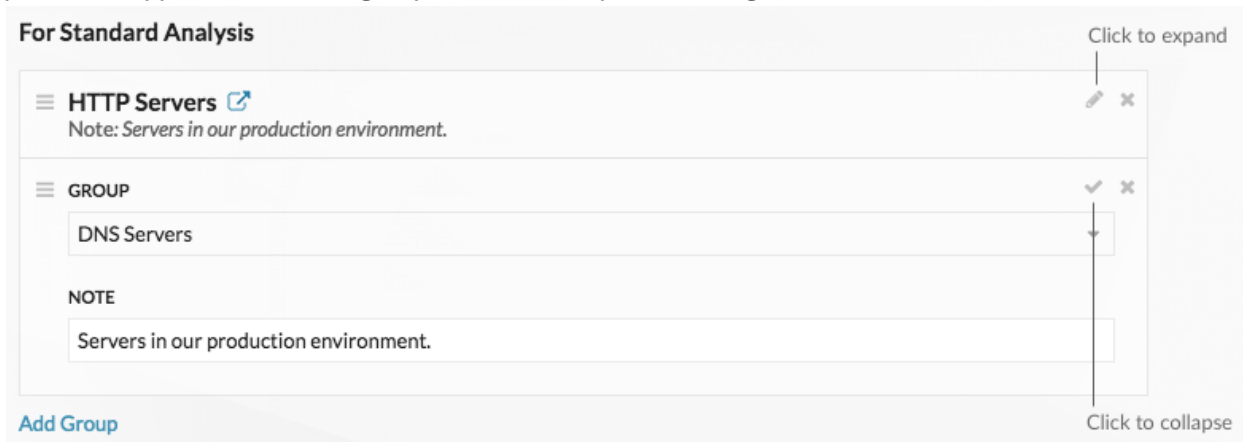 For Standard Analysis
Click to expand
HTTP Servers
Note: Servers in our production environment.
GROUP
DNS Servers
NOTE
Servers in our production environment.
Add Group
Click to collapse